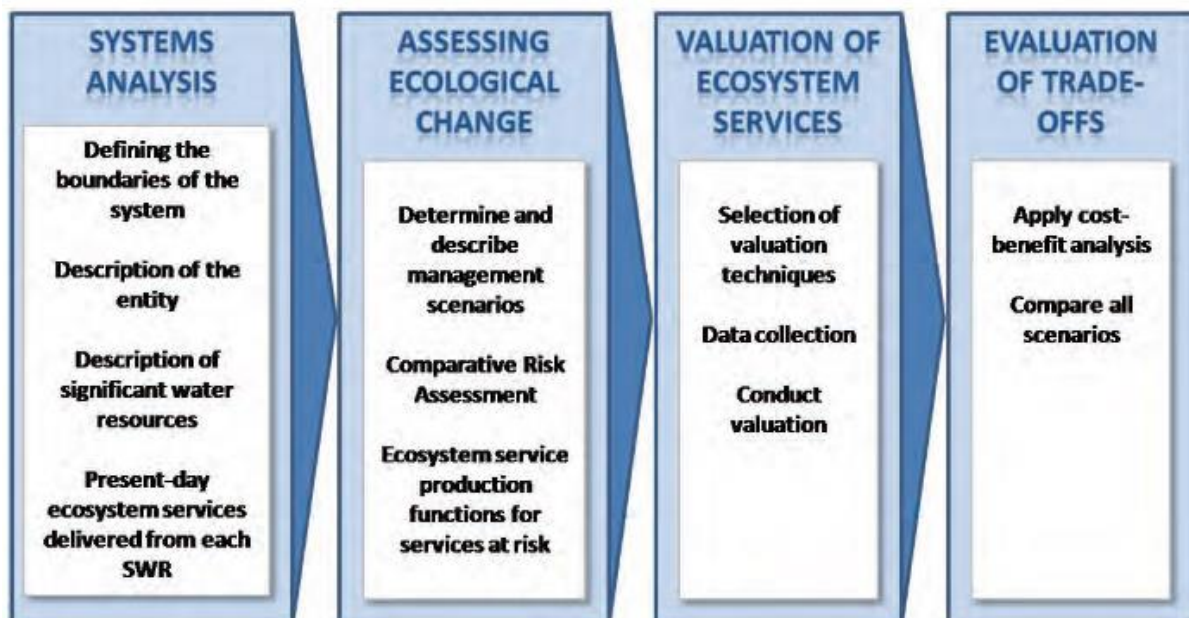 SYSTEMS
ANALYSIS
Defining the
boundaries of the
system
Description of the
entity
Description of
significant water
resources
Present-day
ecosystem services
delivered from each
SWR
ASSESSING
ECOLOGICAL
CHANGE
Determine and
describe
management
scenarios
Comparative Risk
Assessment
Ecosystem service
production
functions for
services at risk
VALUATION OF
ECOSYSTEM
SERVICES
Selection of
valuation
techniques
Data collection
Conduct
valuation
EVALUATION
OF TRADE-
OFFS
Apply cost-
benefit analysis
Compare all
scenarios